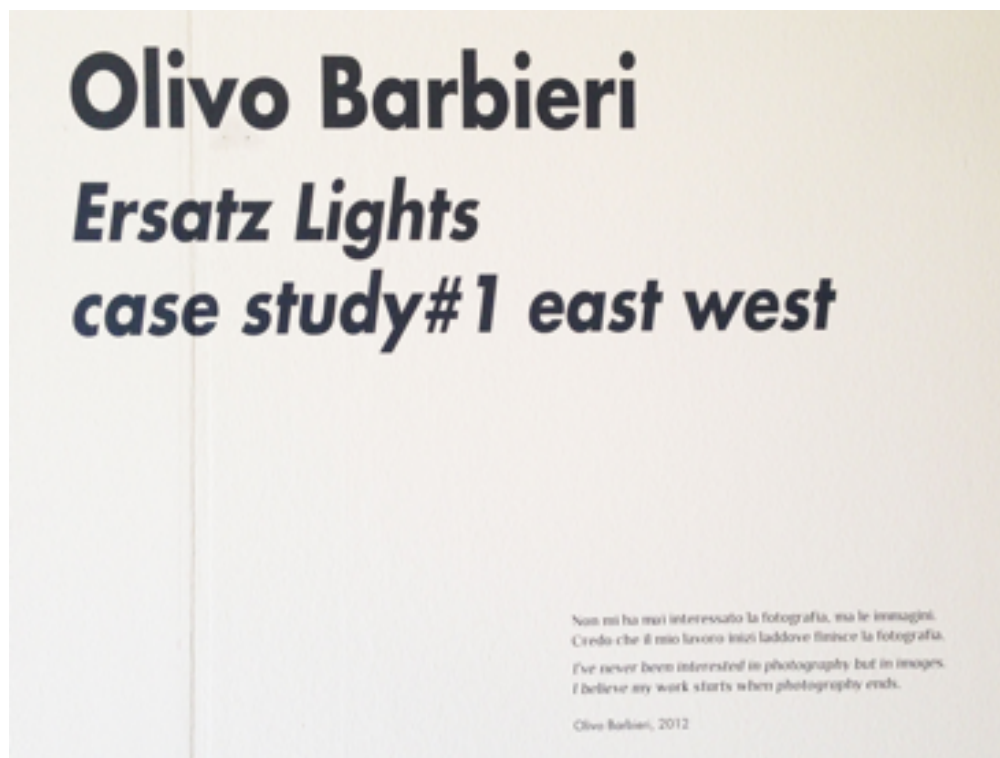 Olivo Barbieri
Ersatz Lights
case study#1 east west
Non mi ha mai interessato la fotografia, ma le immagini.
Credo che il mio lavoro inizi laddove finisce la fotografia.
I've never been interested in photography but in images.
I believe my work starts when photography ends.
Olivo Barbieri, 2012